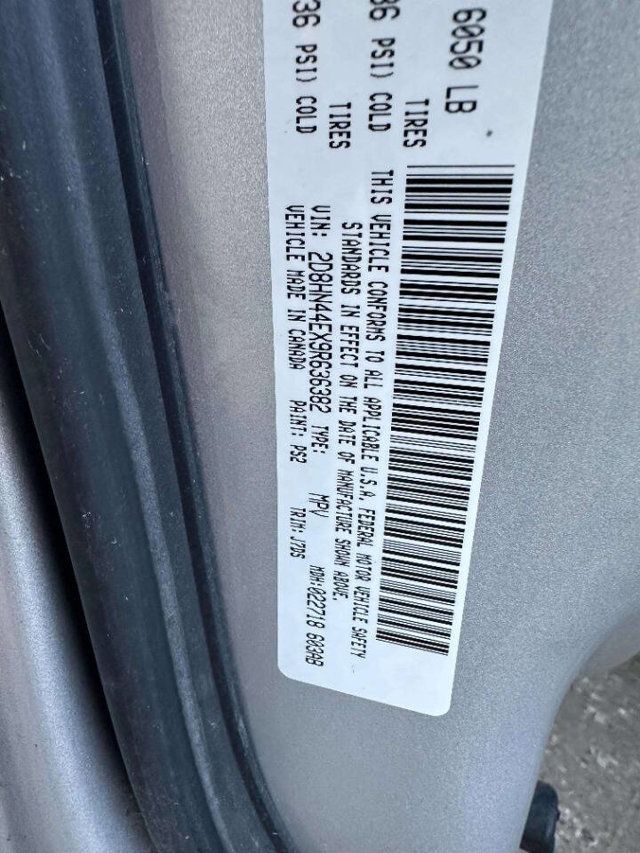 6050 LB
TIRES
36 PSI) COLD
TIRES
36 PSI) COLD
THIS VEHICLE CONFORMS TO ALL APPLICABLE U.S.A. FEDERAL MOTOR VEHICLE SAFETY
STANDARDS IN EFFECT ON THE DATE OF MANUFACTURE SHOWN ABOVE.
VIN: 2D8HN44EX9R636382 TYPE: MPV MDH:022718 603AB
VEHICLE MADE IN CANADA PAINT: PS2 TRIM: J7DS